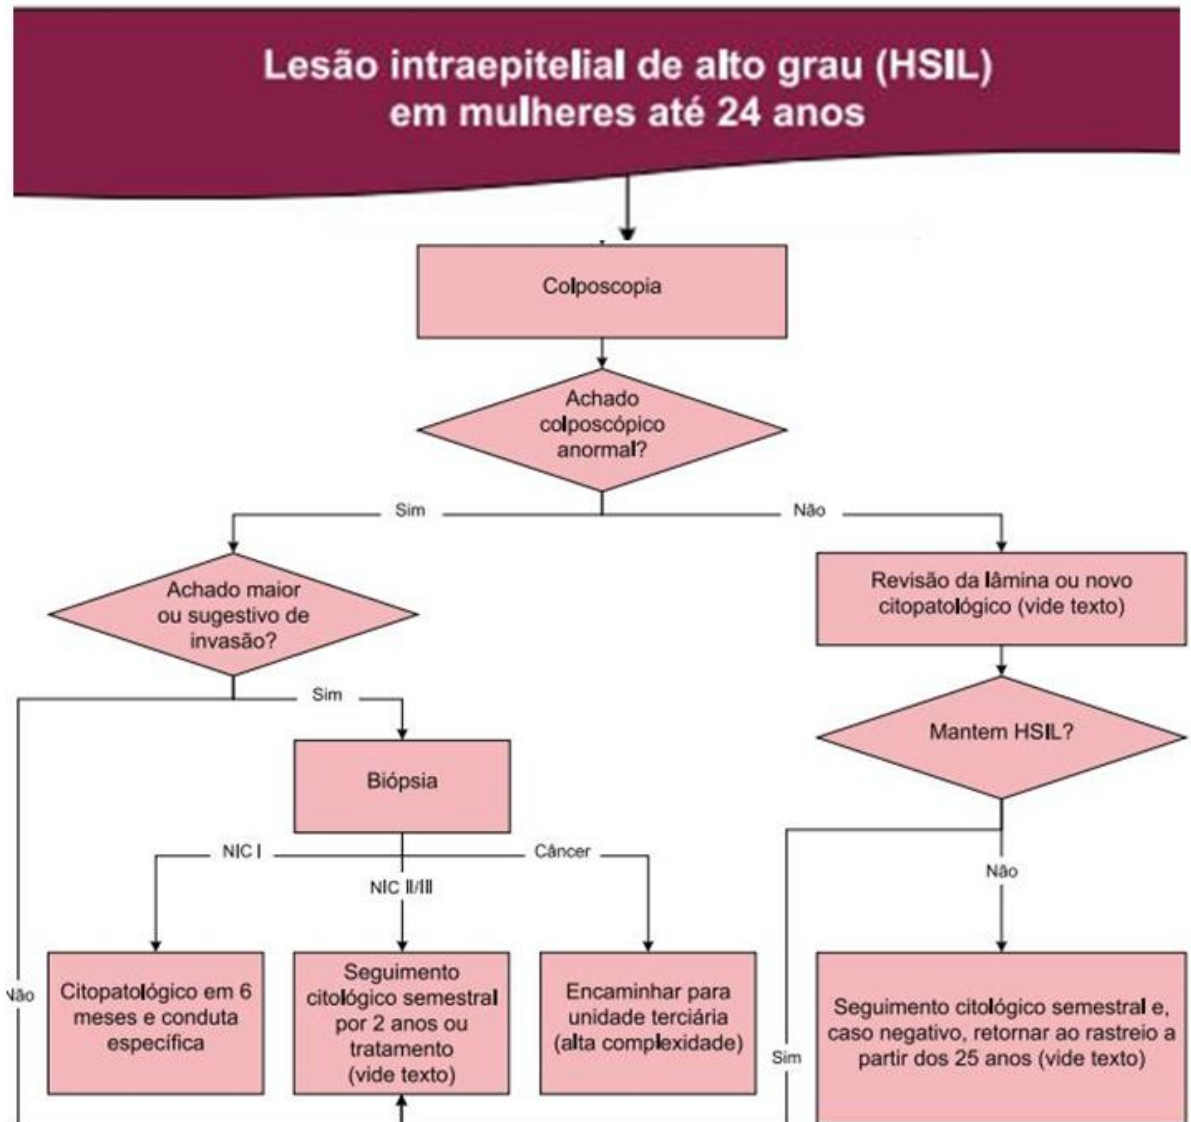 Lesão intraepitelial de alto grau (HSIL)
em mulheres até 24 anos
Colposcopia
Achado
colposcópico
anormal?
Sim
Não
Achado maior
ou sugestivo de
invasão?
Revisão da lâmina ou novo
citopatológico (vide texto)
Sim
Mantem HSIL?
Biópsia
NIC I
Câncer
NIC II/III
Não
Não
Citopatológico em 6
meses e conduta
específica
Seguimento
citológico semestral
por 2 anos ou
tratamento
(vide texto)
Encaminhar para
unidade terciária
(alta complexidade)
Sim
Seguimento citológico semestral e,
caso negativo, retornar ao rastreio a
partir dos 25 anos (vide texto)